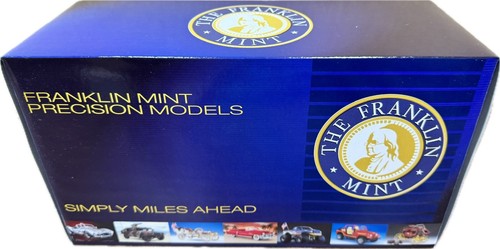 THE FRANKLIN
MINT
FRANKLIN MINT
PRECISION MODELS
THE FRANKLIN
MINT
SIMPLY MILES AHEAD